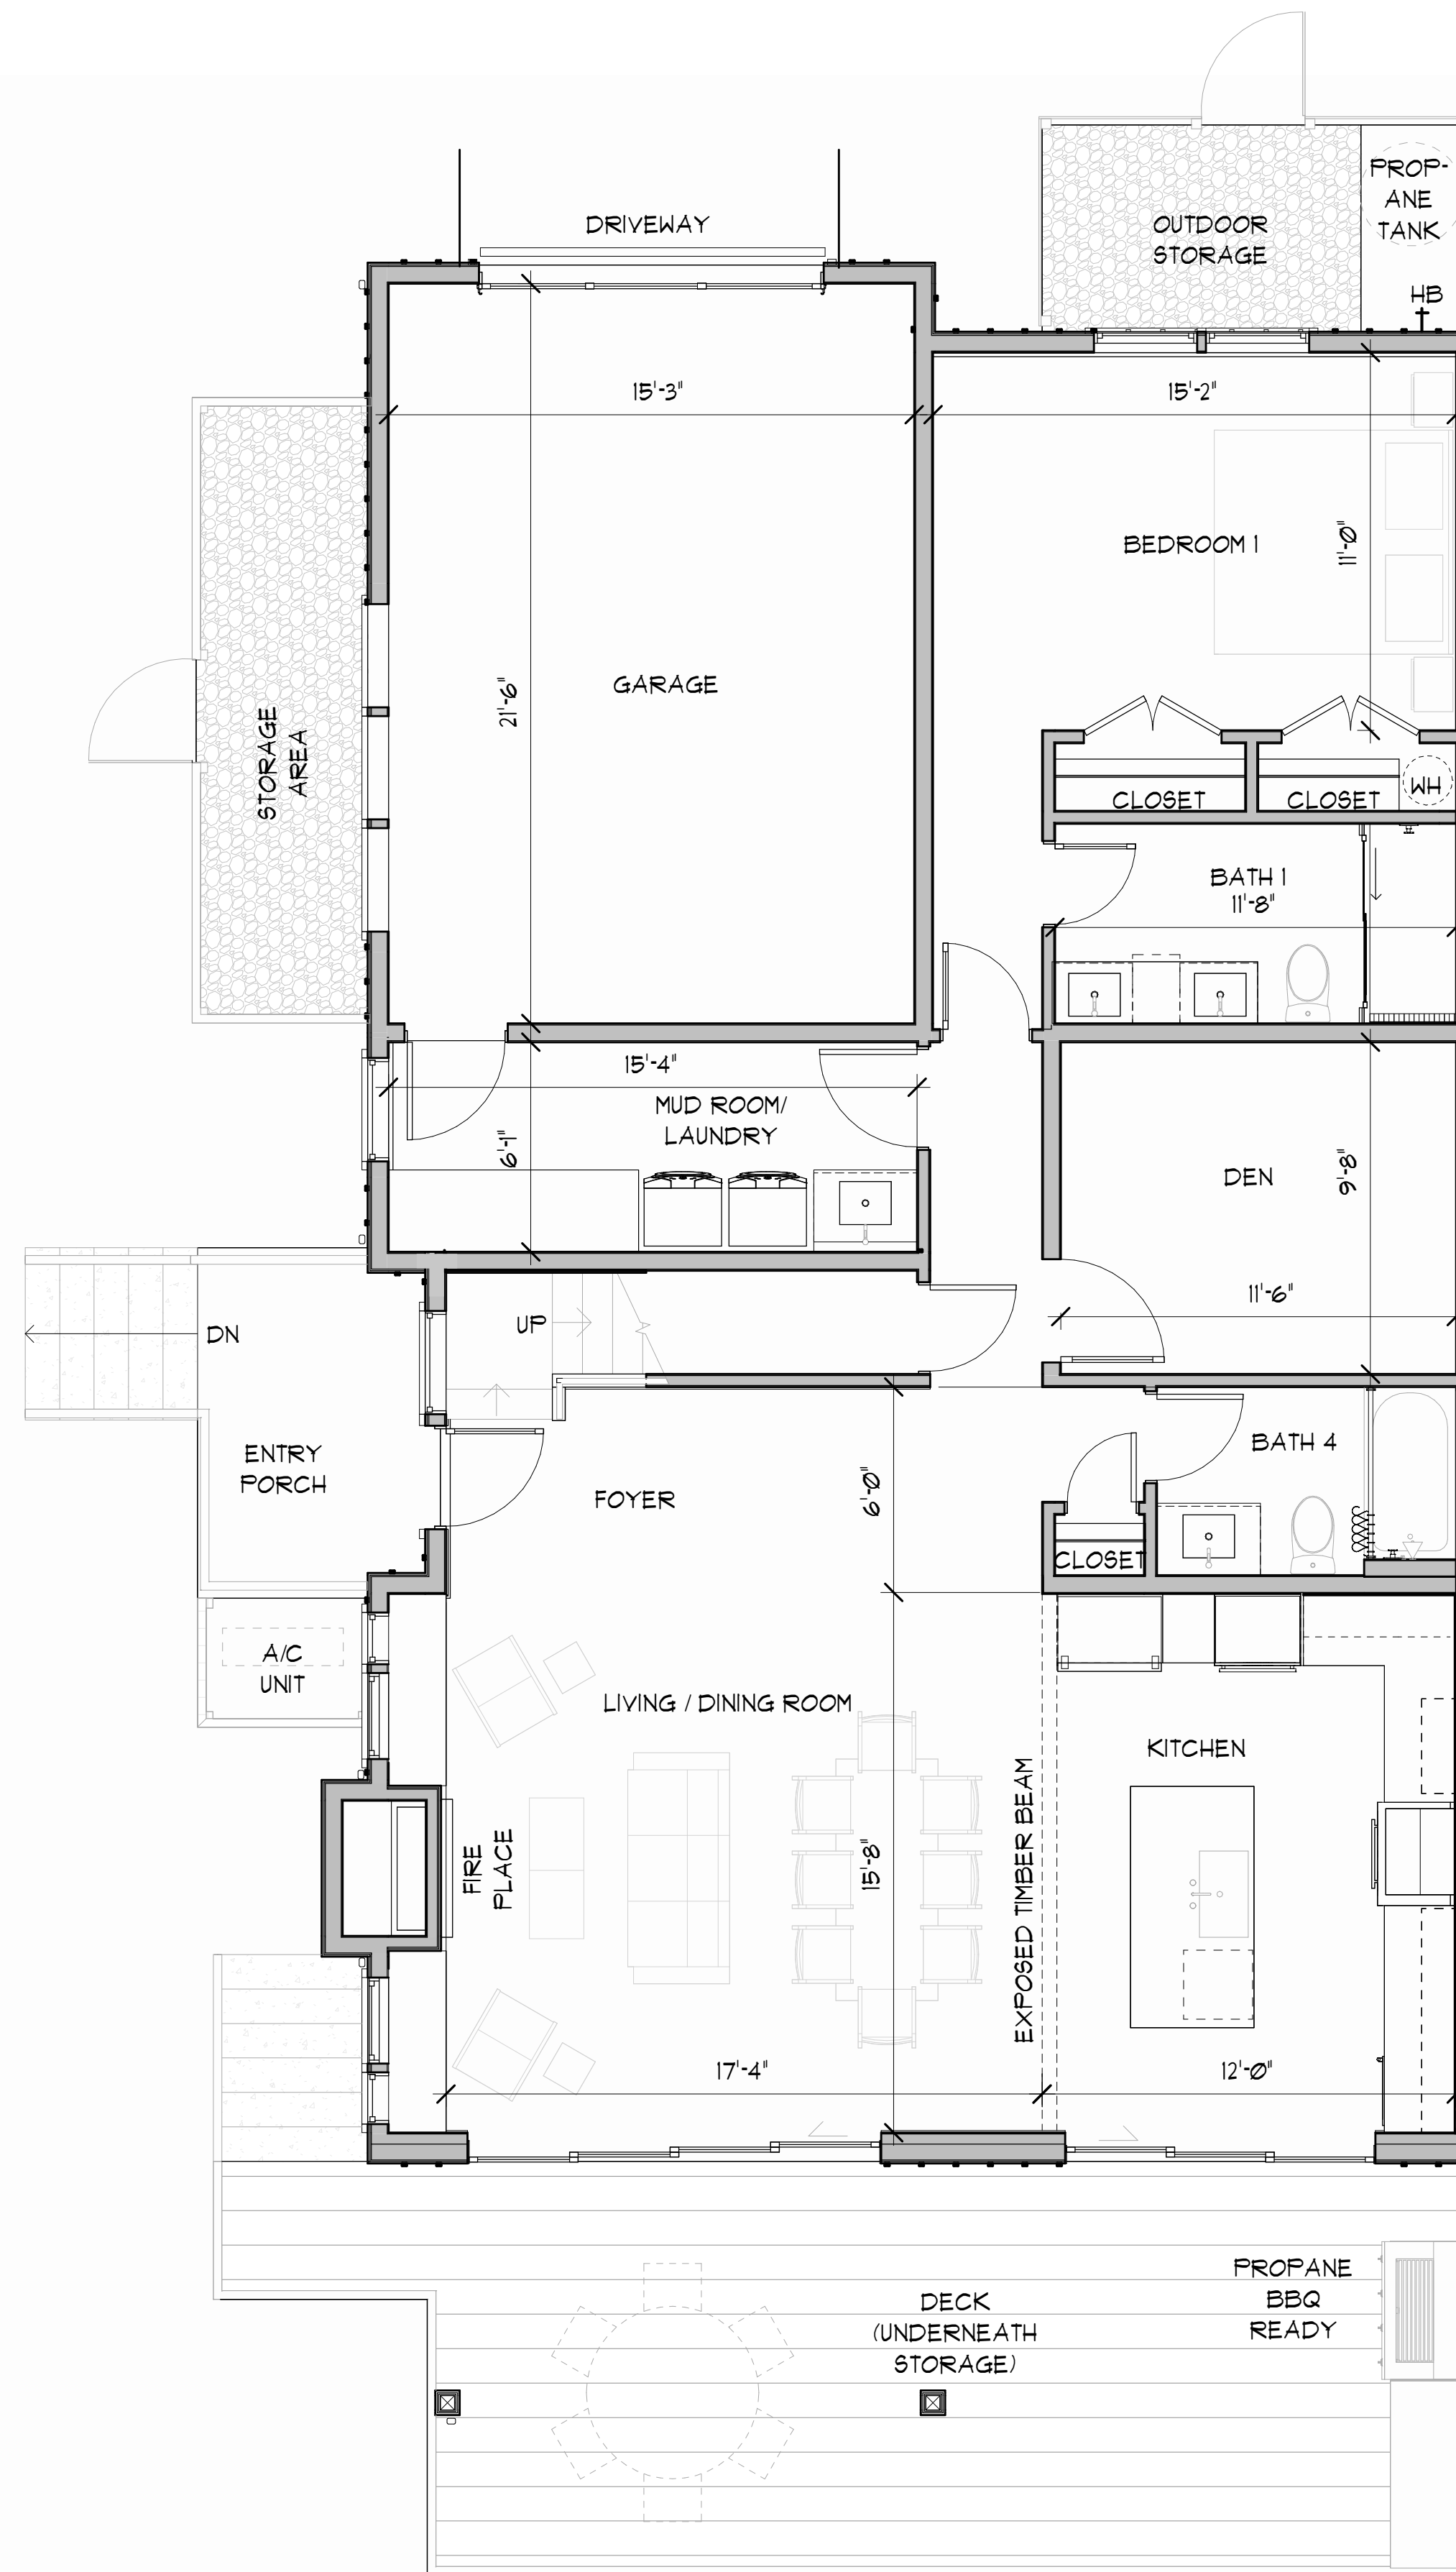 PROP-
ANE
TANK
OUTDOOR
STORAGE
DRIVEWAY
HB
15'-3"
15'-2"
BEDROOM 1
11'-0"
GARAGE
21'-6"
STORAGE
AREA
CLOSET
CLOSET
WH
BATH 1
11'-8"
15'-4"
MUD ROOM/
LAUNDRY
6'-1"
DEN
9'-8"
11'-6"
UP
DN
ENTRY
PORCH
FOYER
6'-0"
BATH 4
CLOSET
A/C
UNIT
LIVING / DINING ROOM
KITCHEN
EXPOSED TIMBER BEAM
FIRE
PLACE
15'-8"
17'-4"
12'-0"
DECK
(UNDERNEATH
STORAGE)
PROPANE
BBQ
READY